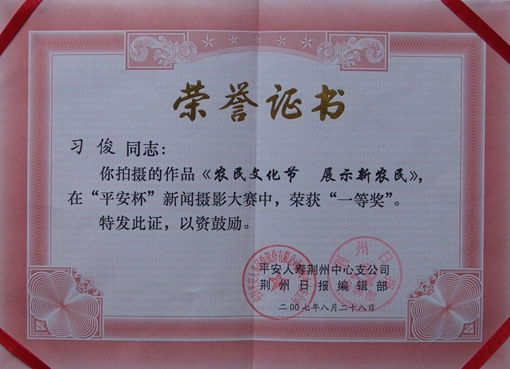 荣誉证书
习俊同志：
你拍摄的作品《农民文化节 展示新农民》，
在“平安杯”新闻摄影大赛中，荣获“一等奖”。
特发此证，以资鼓励。
平安人寿荆州中心支公司
荆州日报编辑部
二00七年八月二十八日